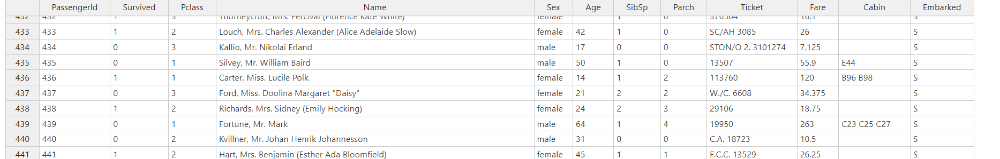 PassengerId Survived Pclass Name Sex Age SibSp Parch Ticket Fare Cabin Embarked
432 432 1 3 Thorneycroft, Mrs. Percival (Florence Kate White) female 1 0 376564 16.1 S
433 433 1 2 Louch, Mrs. Charles Alexander (Alice Adelaide Slow) female 42 1 0 SC/AH 3085 26 S
434 434 0 3 Kallio, Mr. Nikolai Erland male 17 0 0 STON/O 2. 3101274 7.125 S
435 435 0 1 Silvey, Mr. William Baird male 50 1 0 13507 55.9 E44 S
436 436 1 1 Carter, Miss. Lucile Polk female 14 1 2 113760 120 B96 B98 S
437 437 0 3 Ford, Miss. Doolina Margaret "Daisy" female 21 2 2 W./C. 6608 34.375 S
438 438 1 2 Richards, Mrs. Sidney (Emily Hocking) female 24 2 3 29106 18.75 S
439 439 0 1 Fortune, Mr. Mark male 64 1 4 19950 263 C23 C25 C27 S
440 440 0 2 Kvillner, Mr. Johan Henrik Johannesson male 31 0 0 C.A. 18723 10.5 S
441 441 1 2 Hart, Mrs. Benjamin (Esther Ada Bloomfield) female 45 1 1 F.C.C. 13529 26.25 S